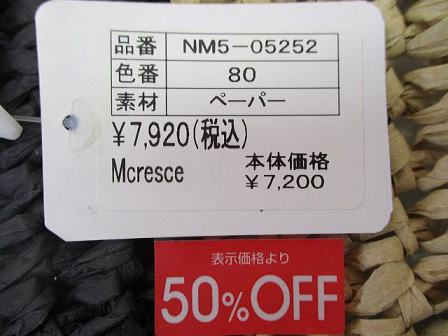 品番 NM5-05252
色番 80
素材 ペーパー
¥7,920(税込)
Mcresce 本体価格
¥7,200
表示価格より
50%OFF